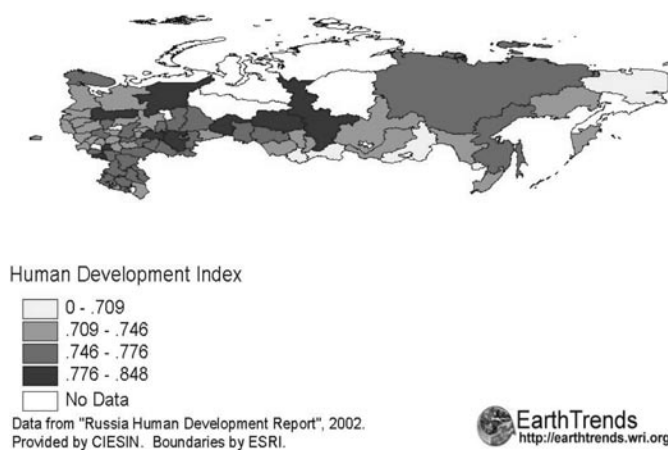 Human Development Index
0 - .709
.709 - .746
.746 - .776
.776 - .848
No Data
Data from "Russia Human Development Report", 2002.
Provided by CIESIN. Boundaries by ESRI.
EarthTrends
http://earthtrends.wri.org